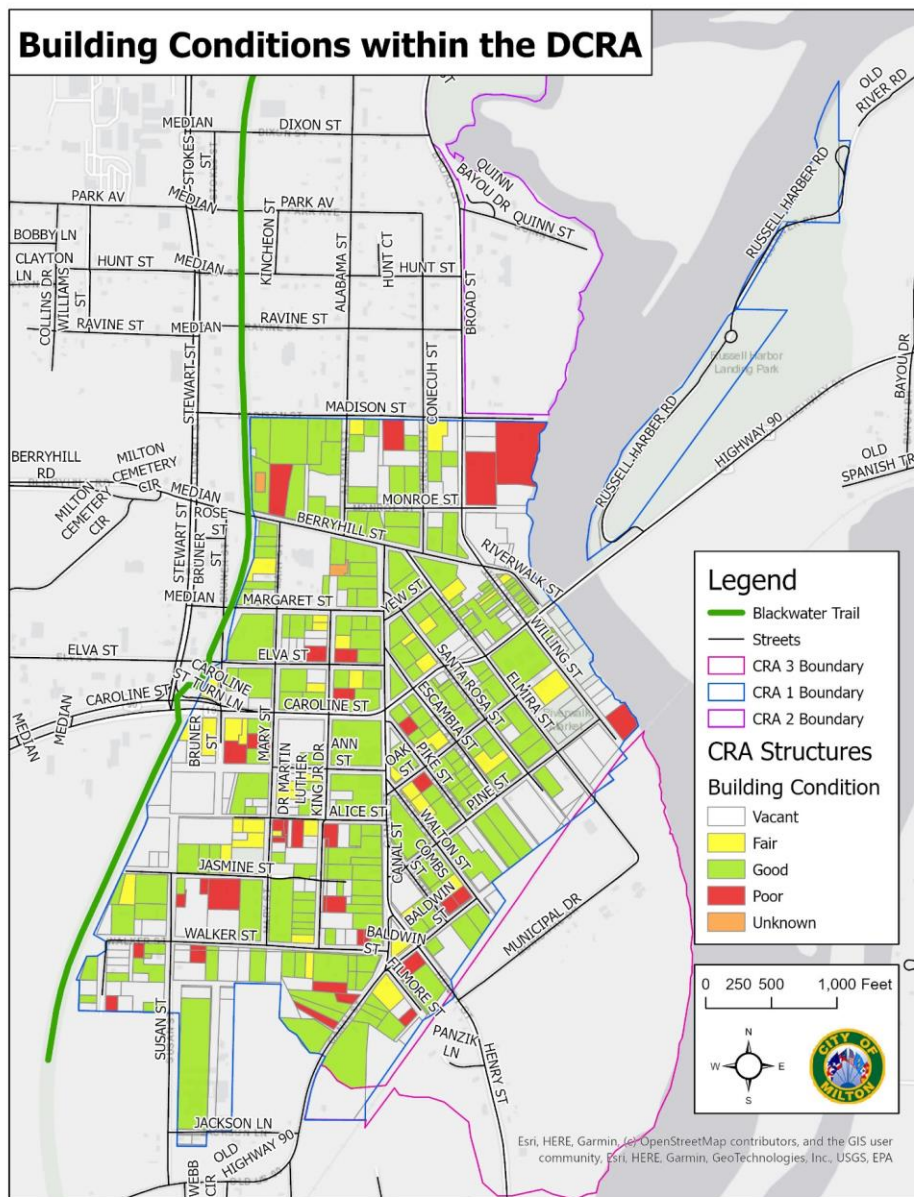 Building Conditions within the DCRA
OLD
RIVER RD
MEDIAN
DIXON ST
STOKES
ST
QUINN
BAYOU DR
QUINN ST
RUSSELL HARBER RD
PARK AV
MEDIAN
PARK AV
KINCHEON ST
ALABAMA ST
HUNT CT
BOBBY LN
CLAYTON
LN
HUNT ST
MEDIAN
HUNT ST
COLLINS DR
WILLIAMS
ST
BROAD ST
RAVINE ST
MEDIAN
RAVINE ST
STEWART ST
CONECUH ST
Russell Harbor
Landing Park
BAYOU DR
MADISON ST
RUSSELL HARBER RD
HIGHWAY 90
OLD
SPANISH TR
BERRYHILL
RD
MILTON
CEMETERY
CIR
MILTON
CEMETERY
CIR
MEDIAN
ROSE
ST
MONROE ST
BERRYHILL ST
STEWART ST
BRUNER
ST
RIVERWALK ST
MEDIAN
MARGARET ST
YEW ST
WILLING ST
ELVA ST
ELVA ST
SANTA ROSA ST
ELMIRA ST
ESCAMBIA ST
CAROLINE
ST TURN LN
CAROLINE ST
CAROLINE ST
MEDIAN
MEDIAN
Riverwalk
Market
BRUNER
ST
MARY ST
DR MARTIN
LUTHER
KING JR DR
ANN
ST
OAK
ST
PIKE ST
PINE ST
ALICE ST
WALTON ST
CANAL ST
COMBS
ST
JASMINE ST
BALDWIN
ST
MUNICIPAL DR
WALKER ST
WALKER ST
BALDWIN
ST
FILMORE ST
SUSAN ST
PANZIK
LN
HENRY ST
JACKSON LN
OLD
HIGHWAY 90
WEBB
CIR
Legend
Blackwater Trail
Streets
CRA 3 Boundary
CRA 1 Boundary
CRA 2 Boundary
CRA Structures
Building Condition
Vacant
Fair
Good
Poor
Unknown
0 250 500 1,000 Feet
N
W E
S
CITY OF
MILTON
Esri, HERE, Garmin, (c) OpenStreetMap contributors, and the GIS user
community, Esri, HERE, Garmin, GeoTechnologies, Inc., USGS, EPA